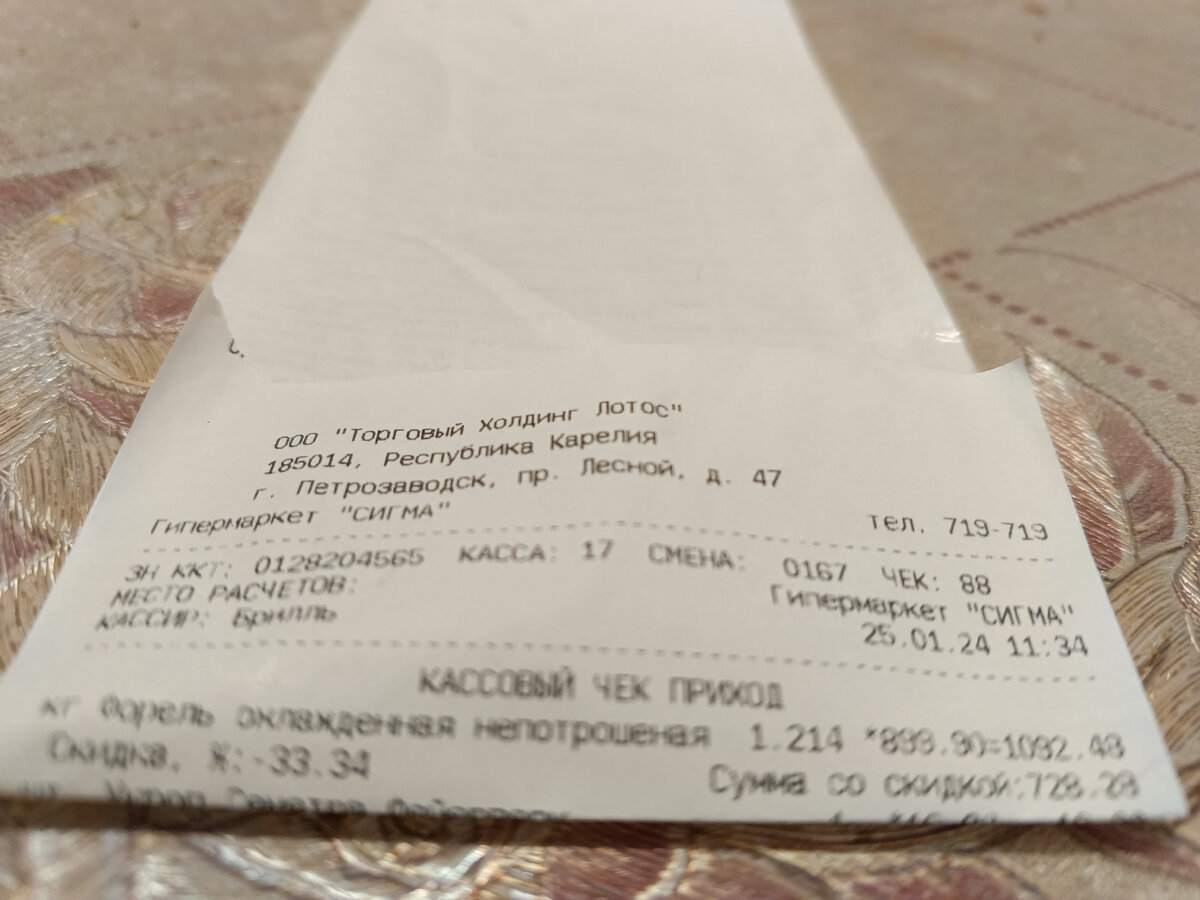 ООО "Торговый Холдинг Лотос"
185014, Республика Карелия
г. Петрозаводск, пр. Лесной, д. 47
Гипермаркет "СИГМА" тел. 719-719
ЗН ККТ: 0128204565 КАССА: 17 СМЕНА: 0167 ЧЕК: 88
МЕСТО РАСЧЕТОВ: Гипермаркет "СИГМА"
КАССИР: Брилль 25.01.24 11:34
КАССОВЫЙ ЧЕК ПРИХОД
кг Форель охлажденная непотрошеная 1.214 *899.90=1092.48
Скидка, %:-33.34 Сумма со скидкой:728.28